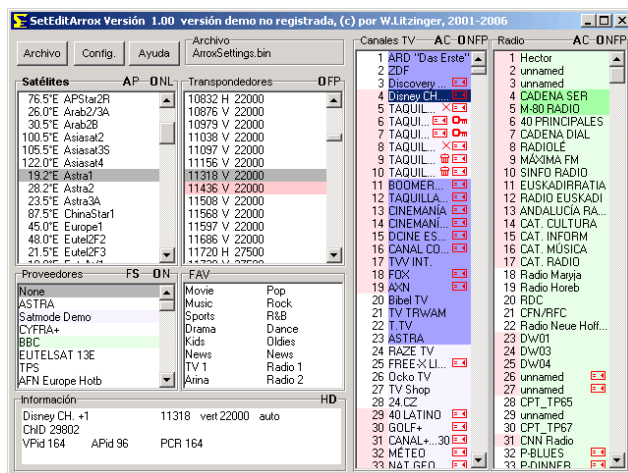 SetEditArrox Versión 1.00 versión demo no registrada, (c) por W.Litzinger, 2001-2006
Archivo Config. Ayuda
Archivo
ArroxSettings.bin
Satélites AP ONL
76.5°E APStar2R
26.0°E Arab2/3A
30.5°E Arab2B
100.5°E Asiasat2
105.5°E Asiasat3S
122.0°E Asiasat4
19.2°E Astra1
28.2°E Astra2
23.5°E Astra3A
87.5°E ChinaStar1
45.0°E Europe1
48.0°E Eutel2F2
21.5°E Eutel2F3
Transpondedores OFP
10832 H 22000
10876 V 22000
10979 V 22000
11038 V 22000
11097 V 22000
11156 V 22000
11318 V 22000
11436 V 22000
11508 V 22000
11568 V 22000
11597 V 22000
11686 V 22000
11720 H 27500
Proveedores FS ON
None
ASTRA
Satmode Demo
CYFRA+
BBC
EUTELSAT 13E
TPS
AFN Europe Hotb
FAV
Movie Pop
Music Rock
Sports R&B
Drama Dance
Kids Oldies
News News
TV 1 Radio 1
Arina Radio 2
Información HD
Disney CH. +1 11318 vert 22000 auto
ChID 29802
VPid 164 APid 96 PCR 164
Canales TV AC ONFP
1 ARD "Das Erste"
2 ZDF
3 Discovery ...
4 Disney CH....
5 TAQUIL...
6 TAQUI...
7 TAQUI...
8 TAQUIL...
9 TAQUIL...
10 TAQUIL...
11 BOOMER...
12 TAQUILLA...
13 CINEMANÍA
14 CINEMANÍA
15 DCINE ES...
16 CANAL CO...
17 TVV INT.
18 FOX
19 AXN
20 Bibel TV
21 TV TRWAM
22 T.TV
23 ASTRA
24 RAZE TV
25 FREE-X LI...
26 Ocko TV
27 TV Shop
28 24.CZ
29 40 LATINO
30 GOLF+
31 CANAL+...30
32 MÉTEO
33 NAT GEO
Radio AC ONFP
1 Hector
2 unnamed
3 unnamed
4 CADENA SER
5 M-80 RADIO
6 40 PRINCIPALES
7 CADENA DIAL
8 RADIOLÉ
9 MÁXIMA FM
10 SINFO RADIO
11 EUSKADIRRATIA
12 RADIO EUSKADI
13 ANDALUCÍA RA...
14 CAT. CULTURA
15 CAT. INFORM
16 CAT. MÚSICA
17 CAT. RADIO
18 Radio Maryja
19 Radio Horeb
20 RDC
21 CFN/RFC
22 Radio Neue Hoff...
23 DW01
24 DW03
25 DW04
26 unnamed
27 unnamed
28 CPT_TP65
29 unnamed
30 CPT_TP67
31 CNN Radio
32 P-BLUES
33 P-DINNER